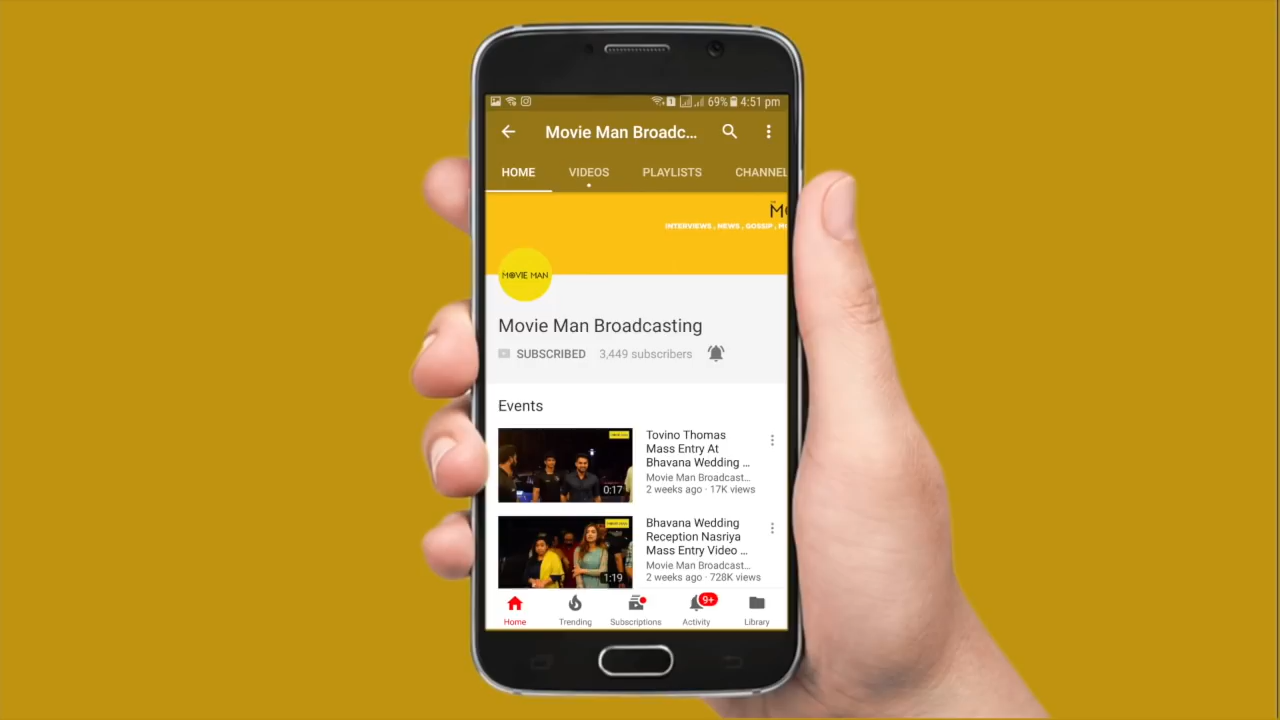 69% 4:51 pm
Movie Man Broadc...
HOME VIDEOS PLAYLISTS CHANNEL
INTERVIEWS , NEWS , GOSSIP ,
MOVIE MAN
Movie Man Broadcasting
SUBSCRIBED 3,449 subscribers
Events
Tovino Thomas
Mass Entry At
Bhavana Wedding ...
Movie Man Broadcast...
2 weeks ago · 17K views
0:17
Bhavana Wedding
Reception Nasriya
Mass Entry Video ...
Movie Man Broadcast...
2 weeks ago · 728K views
1:19
9+
Home Trending Subscriptions Activity Library